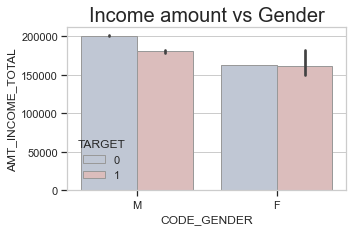 Income amount vs Gender
200000
150000
100000
50000
0
AMT_INCOME_TOTAL
TARGET
0
1
M
F
CODE_GENDER